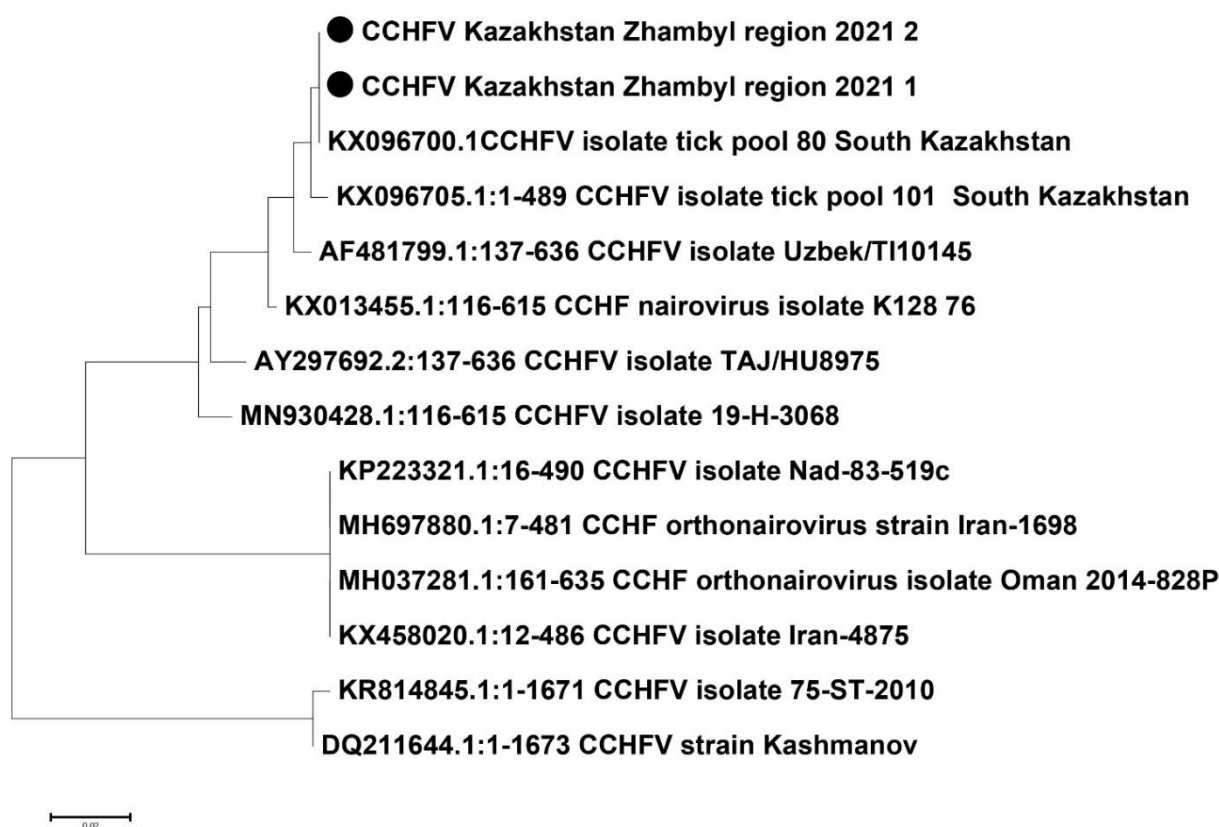 CCHFV Kazakhstan Zhambyl region 2021 2
CCHFV Kazakhstan Zhambyl region 2021 1
KX096700.1CCHFV isolate tick pool 80 South Kazakhstan
KX096705.1:1-489 CCHFV isolate tick pool 101 South Kazakhstan
AF481799.1:137-636 CCHFV isolate Uzbek/TI10145
KX013455.1:116-615 CCHF nairovirus isolate K128 76
AY297692.2:137-636 CCHFV isolate TAJ/HU8975
MN930428.1:116-615 CCHFV isolate 19-H-3068
KP223321.1:16-490 CCHFV isolate Nad-83-519c
MH697880.1:7-481 CCHF orthonairovirus strain Iran-1698
MH037281.1:161-635 CCHF orthonairovirus isolate Oman 2014-828P
KX458020.1:12-486 CCHFV isolate Iran-4875
KR814845.1:1-1671 CCHFV isolate 75-ST-2010
DQ211644.1:1-1673 CCHFV strain Kashmanov
0.02